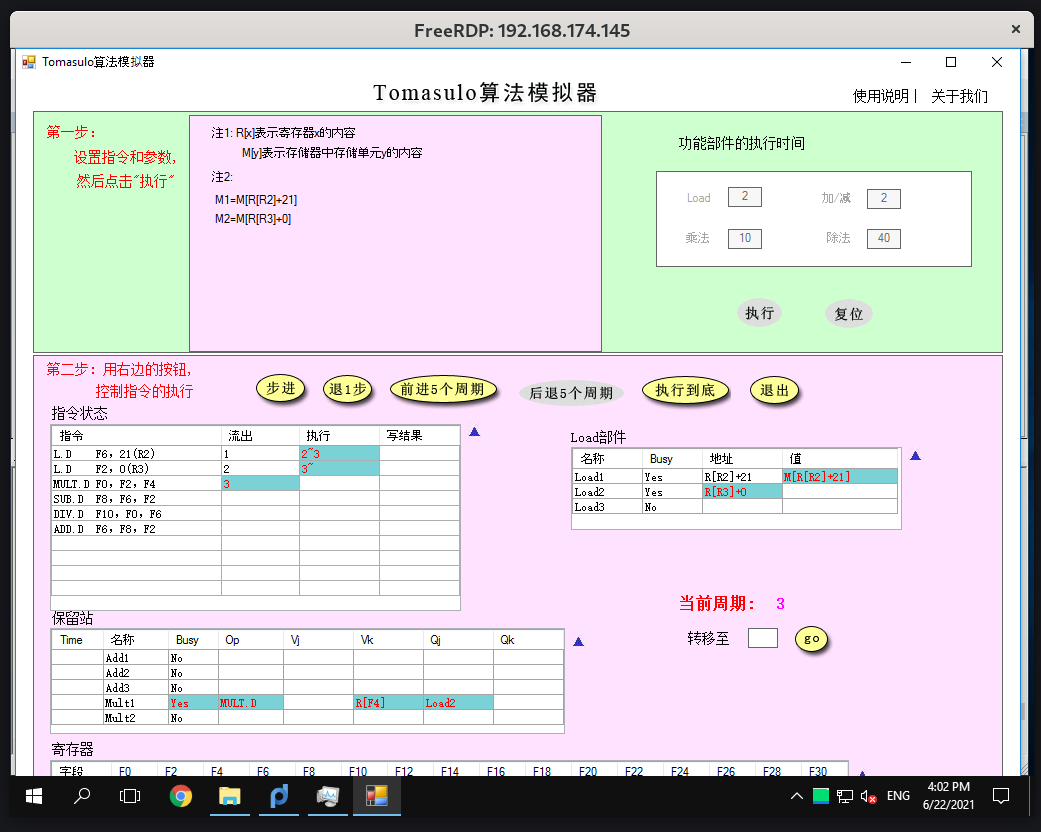 FreeRDP: 192.168.174.145
×
Tomasulo算法模拟器
Tomasulo算法模拟器
使用说明| 关于我们
第一步：
设置指令和参数，
然后点击"执行"
注1: R[x]表示寄存器x的内容
M[y]表示存储器中存储单元y的内容
注2:
M1=M[R[R2]+21]
M2=M[R[R3]+0]
功能部件的执行时间
Load 2 加/减 2
乘法 10 除法 40
执行 复位
第二步：用右边的按钮，
控制指令的执行
步进 退1步 前进5个周期 后退5个周期 执行到底 退出
指令状态
指令 流出 执行 写结果
L.D F6, 21(R2) 1 2~3
L.D F2, 0(R3) 2 3~
MULT.D F0, F2, F4 3
SUB.D F8, F6, F2
DIV.D F10, F0, F6
ADD.D F6, F8, F2
Load部件
名称 Busy 地址 值
Load1 Yes R[R2]+21 M[R[R2]+21]
Load2 Yes R[R3]+0
Load3 No
当前周期： 3
转移至 go
保留站
Time 名称 Busy Op Vj Vk Qj Qk
Add1 No
Add2 No
Add3 No
Mult1 Yes MULT.D R[F4] Load2
Mult2 No
寄存器
字段 F0 F2 F4 F6 F8 F10 F12 F14 F16 F18 F20 F22 F24 F26 F28 F30
ENG
4:02 PM
6/22/2021